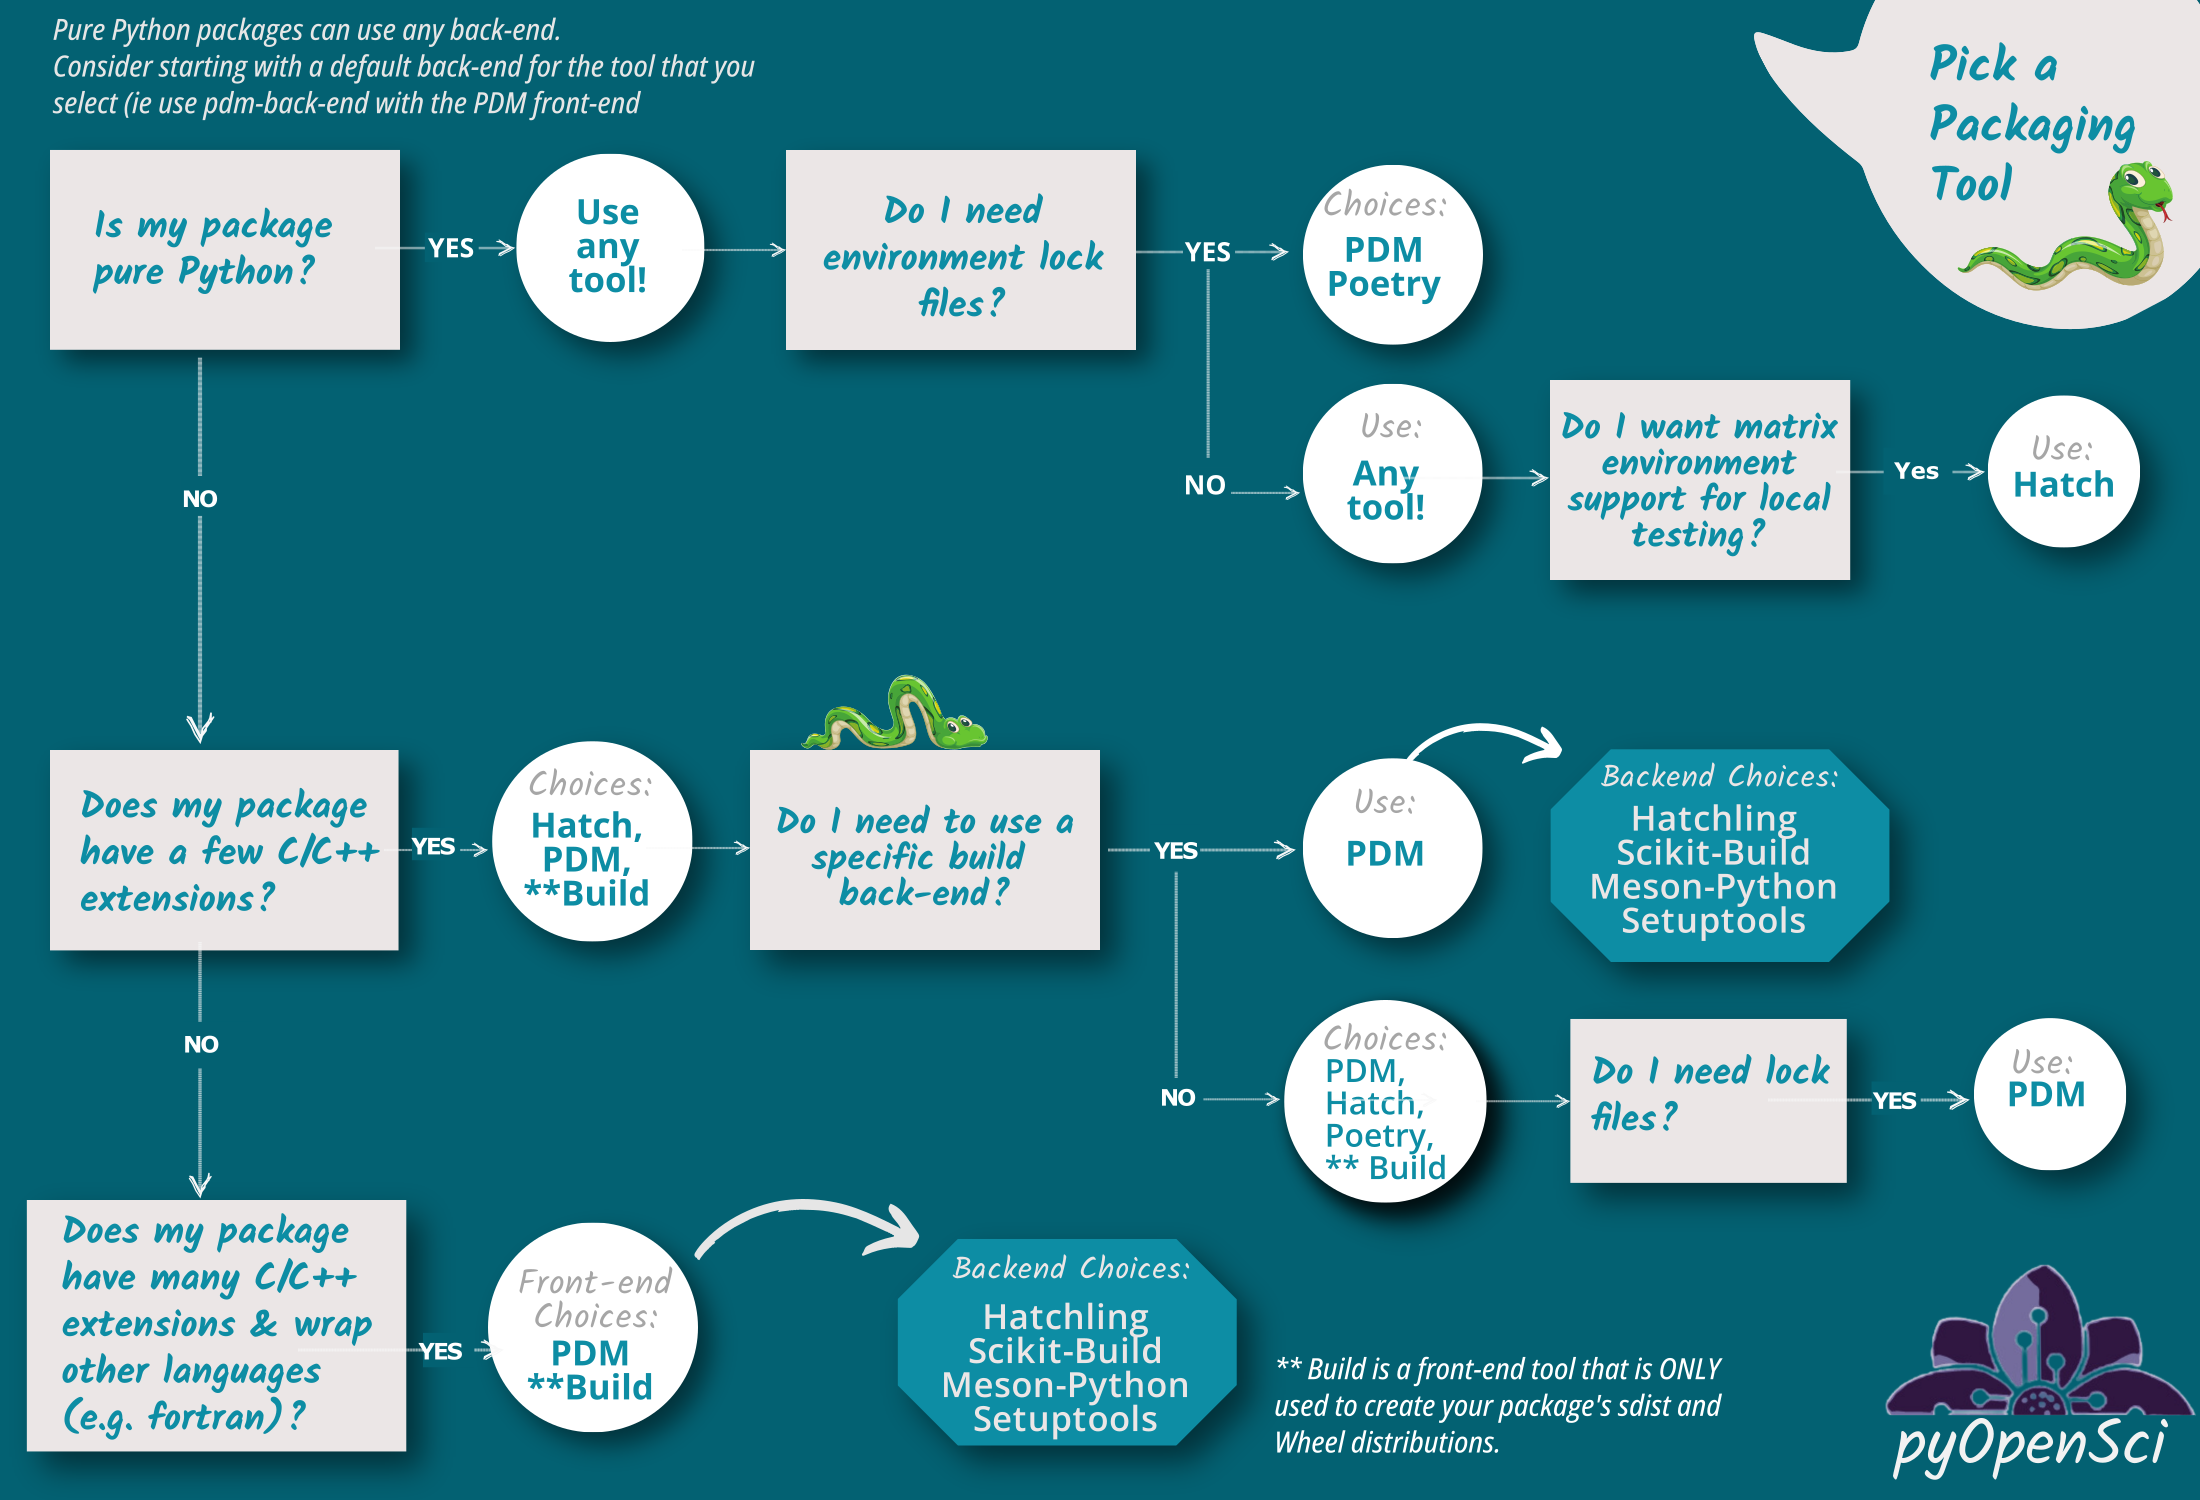 Pure Python packages can use any back-end.
Consider starting with a default back-end for the tool that you
select (ie use pdm-back-end with the PDM front-end
Pick a
Packaging
Tool
Is my package
pure Python?
YES
Use
any
tool!
Do I need
environment lock
files?
YES
Choices:
PDM
Poetry
NO
Use:
Any
tool!
Do I want matrix
environment
support for local
testing?
Yes
Use:
Hatch
NO
Does my package
have a few C/C++
extensions?
YES
Choices:
Hatch,
PDM,
**Build
Do I need to use a
specific build
back-end?
YES
Use:
PDM
Backend Choices:
Hatchling
Scikit-Build
Meson-Python
Setuptools
NO
Choices:
PDM,
Hatch,
Poetry,
** Build
Do I need lock
files?
YES
Use:
PDM
NO
Does my package
have many C/C++
extensions & wrap
other languages
(e.g. fortran)?
YES
Front-end
Choices:
PDM
**Build
Backend Choices:
Hatchling
Scikit-Build
Meson-Python
Setuptools
** Build is a front-end tool that is ONLY
used to create your package's sdist and
Wheel distributions.
pyOpenSci